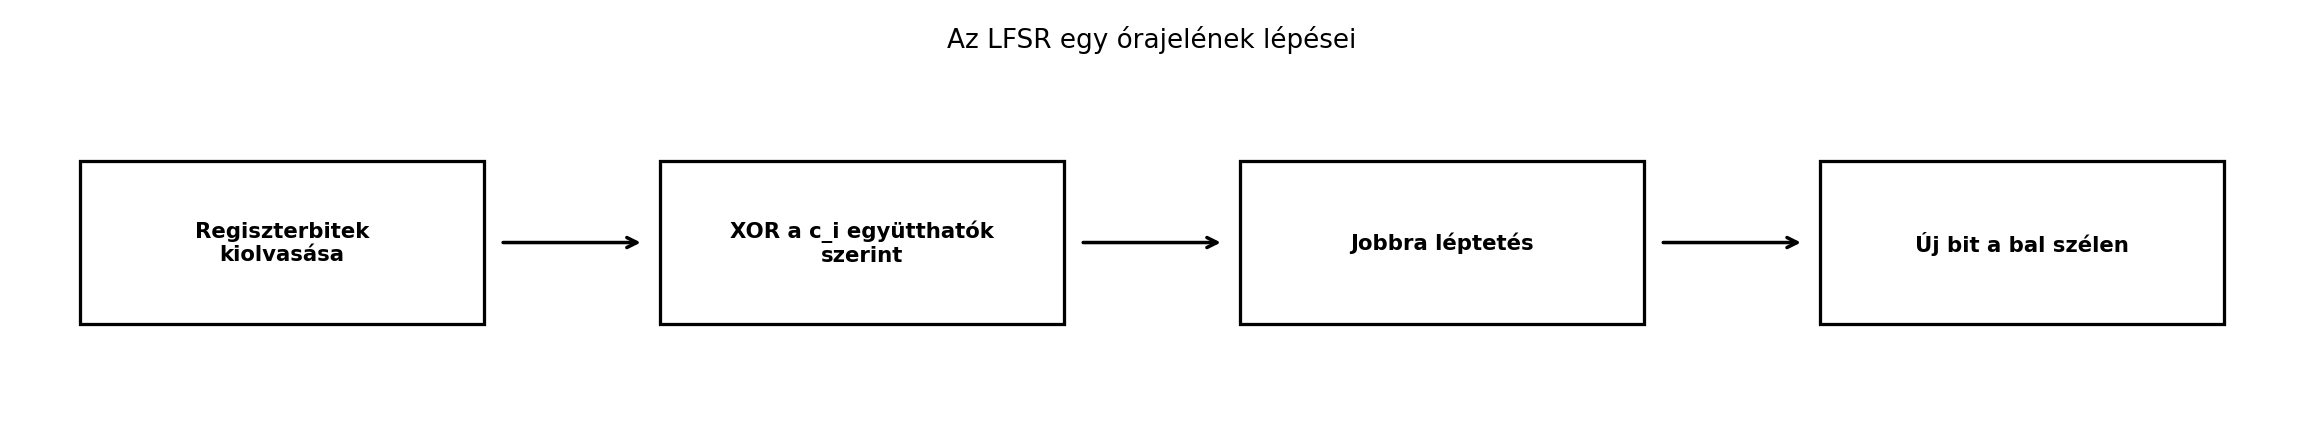 Az LFSR egy órajelének lépései
Regiszterbitek
kiolvasása
XOR a c_i együtthatók
szerint
Jobbra léptetés
Új bit a bal szélen